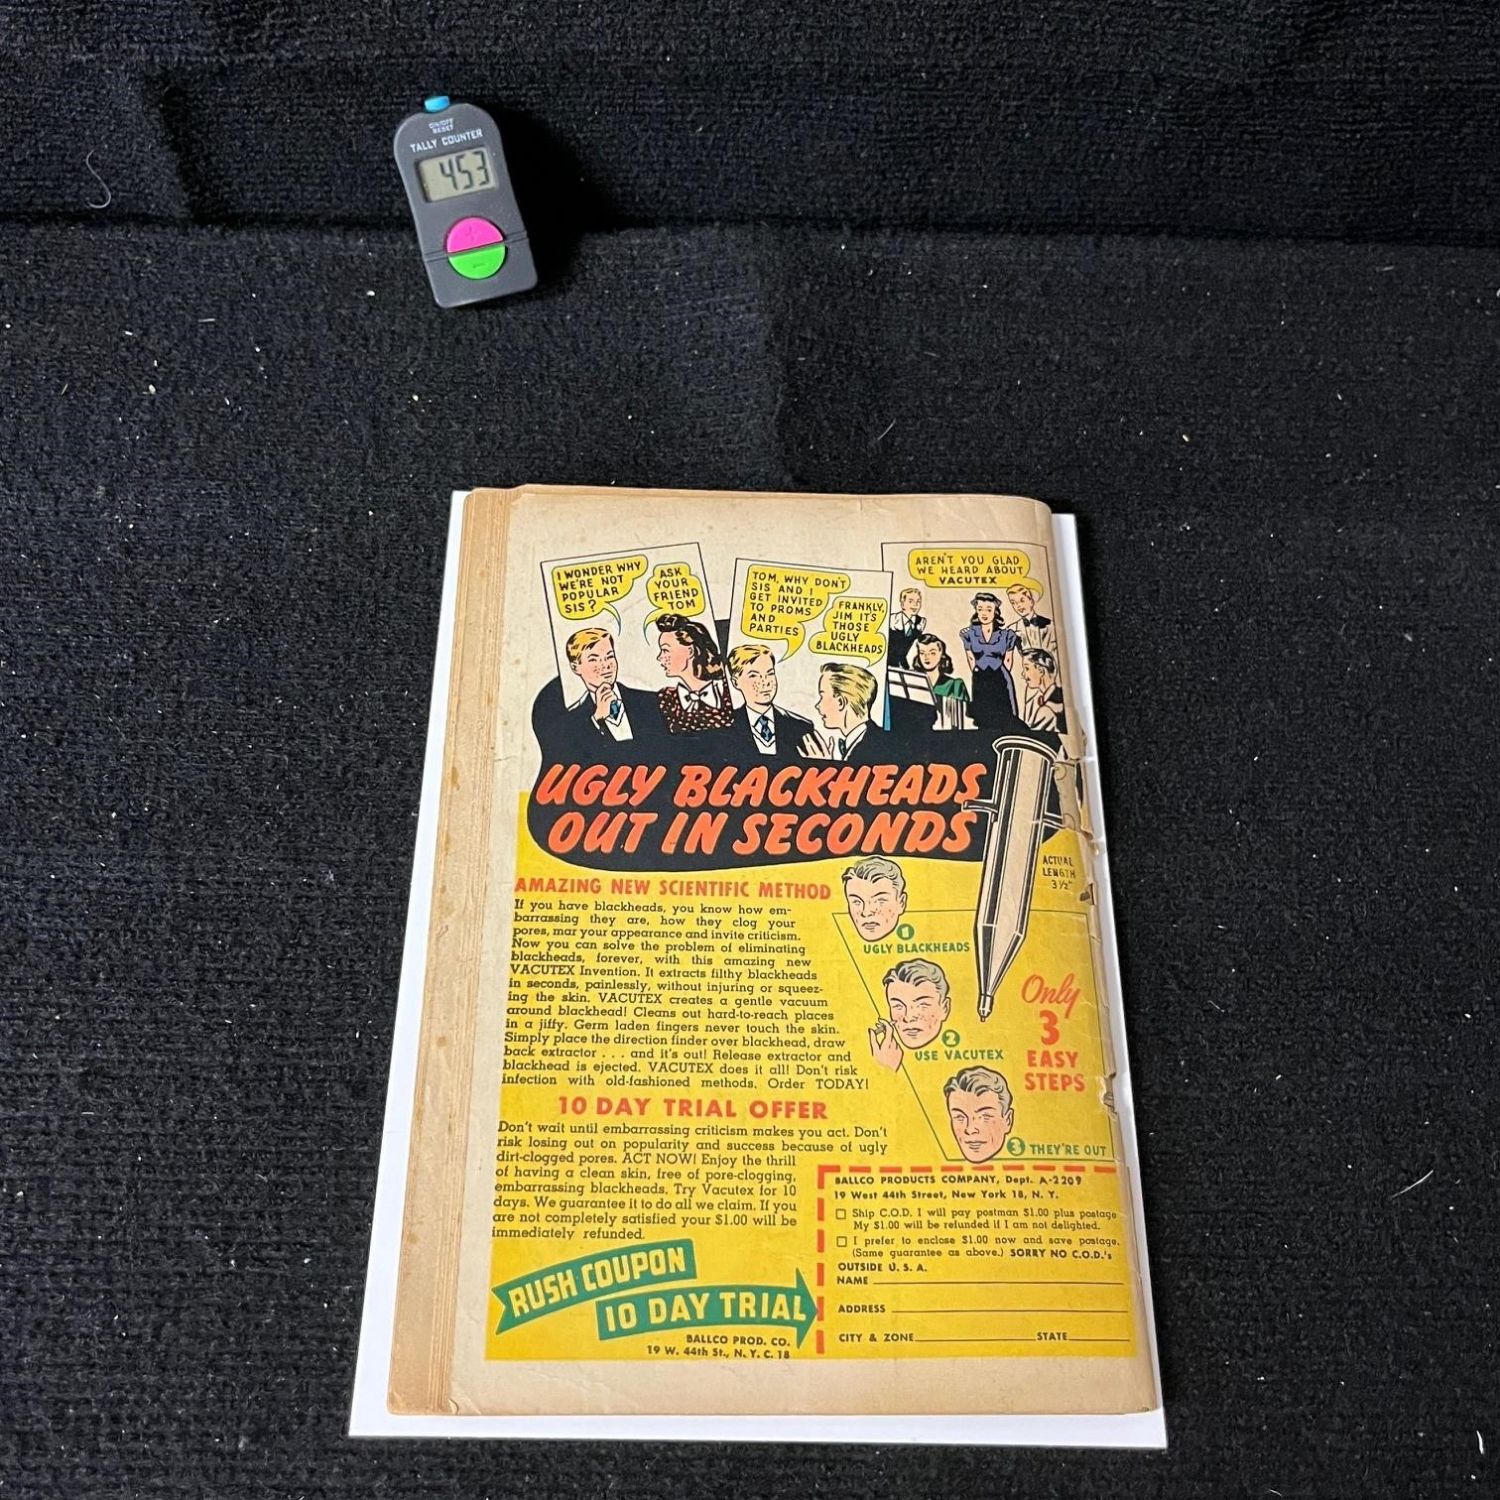 ON/OFF
RESET
TALLY COUNTER
453
+
-
I WONDER WHY
WE'RE NOT
POPULAR
SIS?
ASK
YOUR
FRIEND
TOM
TOM, WHY DON'T
SIS AND I
GET INVITED
TO PROMS
AND
PARTIES
FRANKLY,
JIM IT'S
THOSE
UGLY
BLACKHEADS
AREN'T YOU GLAD
WE HEARD ABOUT
VACUTEX
UGLY BLACKHEADS
OUT IN SECONDS
ACTUAL
LENGTH
3½"
AMAZING NEW SCIENTIFIC METHOD
If you have blackheads, you know how em-
barrassing they are, how they clog your
pores, mar your appearance and invite criticism.
Now you can solve the problem of eliminating
blackheads, forever, with this amazing new
VACUTEX Invention. It extracts filthy blackheads
in seconds, painlessly, without injuring or squeez-
ing the skin. VACUTEX creates a gentle vacuum
around blackhead! Cleans out hard-to-reach places
in a jiffy. Germ laden fingers never touch the skin.
Simply place the direction finder over blackhead, draw
back extractor . . . and it's out! Release extractor and
blackhead is ejected. VACUTEX does it all! Don't risk
infection with old-fashioned methods. Order TODAY!
1
UGLY BLACKHEADS
2
USE VACUTEX
3 THEY'RE OUT
Only
3
EASY
STEPS
10 DAY TRIAL OFFER
Don't wait until embarrassing criticism makes you act. Don't
risk losing out on popularity and success because of ugly
dirt-clogged pores. ACT NOW! Enjoy the thrill
of having a clean skin, free of pore-clogging,
embarrassing blackheads. Try Vacutex for 10
days. We guarantee it to do all we claim. If you
are not completely satisfied your $1.00 will be
immediately refunded.
RUSH COUPON
10 DAY TRIAL
BALLCO PROD. CO.
19 W. 44th St., N. Y. C. 18
BALLCO PRODUCTS COMPANY, Dept. A-2209
19 West 44th Street, New York 18, N. Y.
Ship C.O.D. I will pay postman $1.00 plus postage
My $1.00 will be refunded if I am not delighted.
I prefer to enclose $1.00 now and save postage.
(Same guarantee as above.) SORRY NO C.O.D.'s
OUTSIDE U. S. A.
NAME
ADDRESS
CITY & ZONE STATE